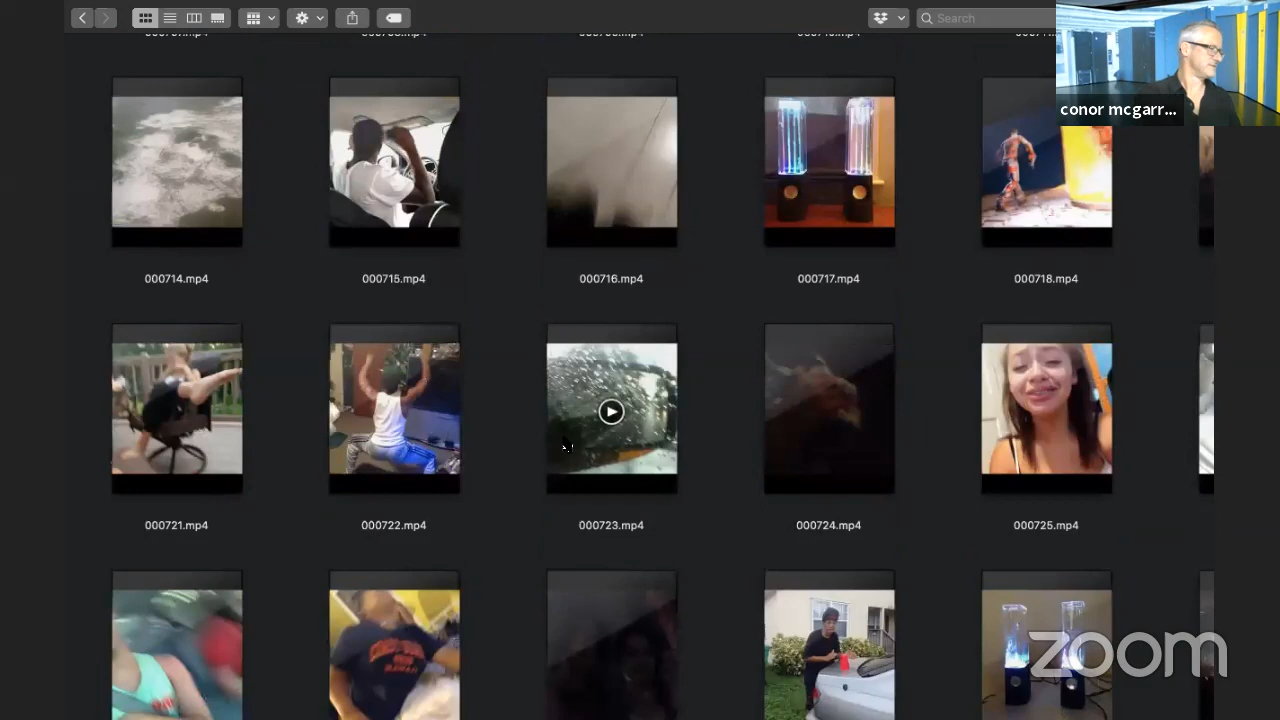 Search
conor mcgarr...
000714.mp4
000715.mp4
000716.mp4
000717.mp4
000718.mp4
000721.mp4
000722.mp4
000723.mp4
000724.mp4
000725.mp4
zoom